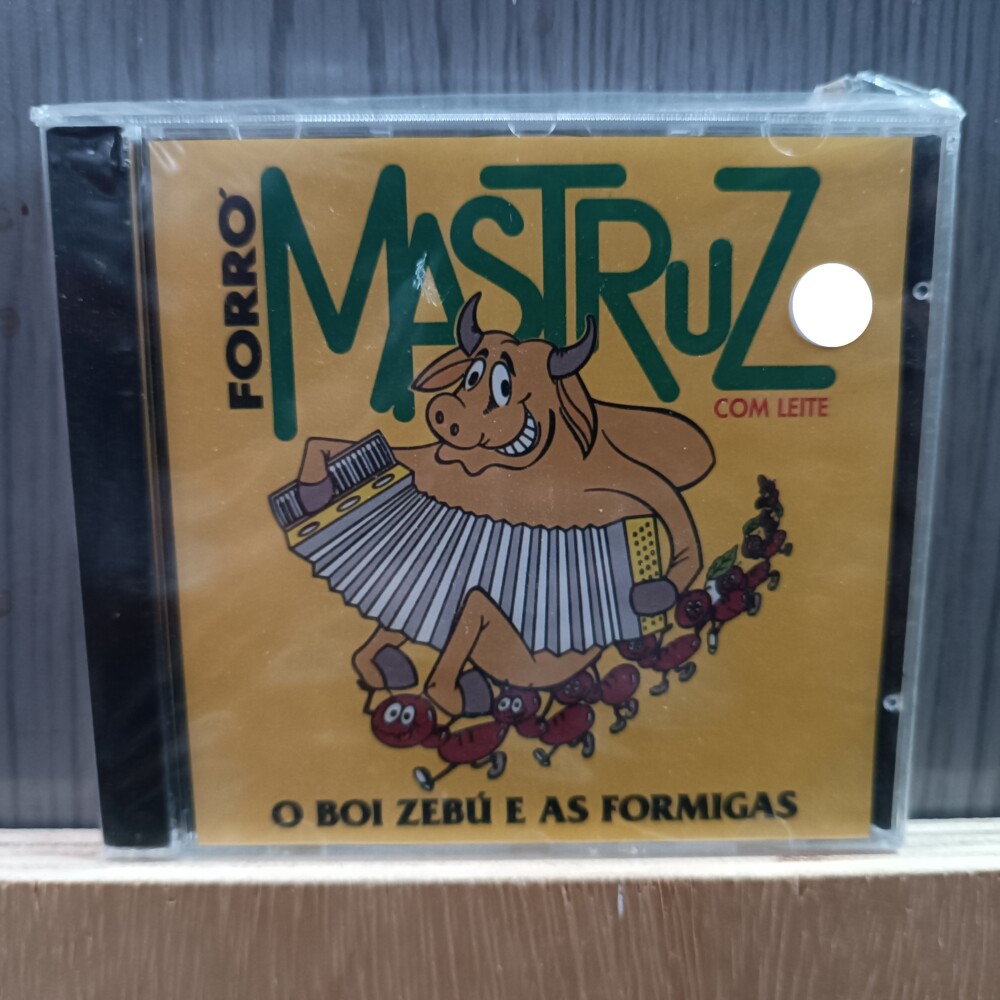 FORRÓ
MASTRUZ
COM LEITE
O BOI ZEBÚ E AS FORMIGAS